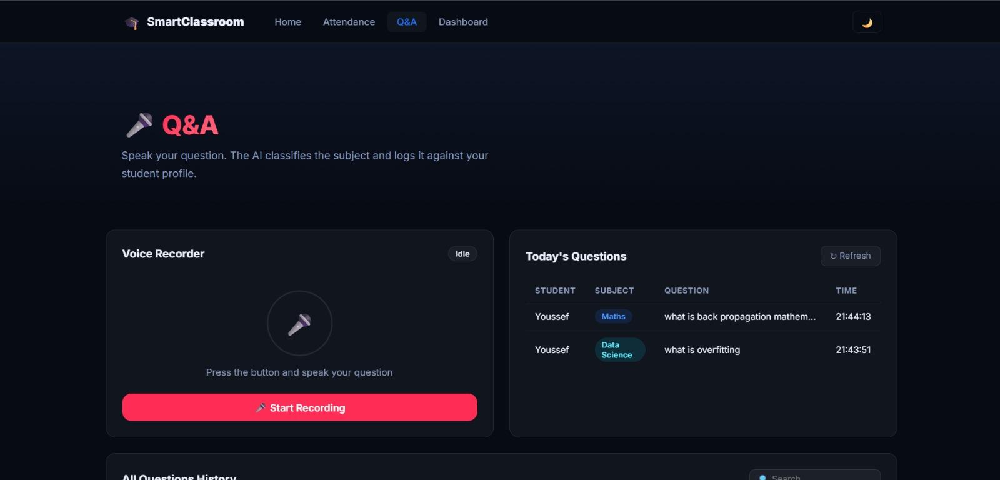 SmartClassroom
Home
Attendance
Q&A
Dashboard
Q&A
Speak your question. The AI classifies the subject and logs it against your
student profile.
Voice Recorder
Idle
Press the button and speak your question
Start Recording
Today's Questions
↻ Refresh
STUDENT SUBJECT QUESTION TIME
Youssef Maths what is back propagation mathem... 21:44:13
Youssef Data Science what is overfitting 21:43:51
All Questions History
Search